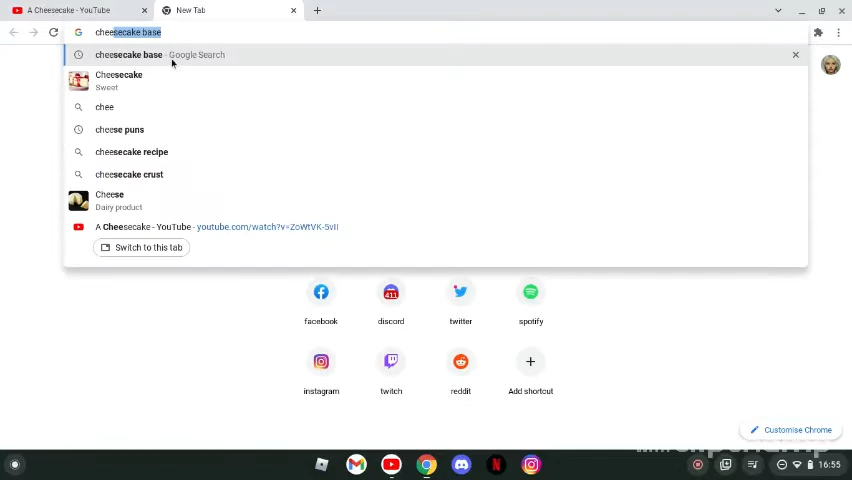 A Cheesecake - YouTube
New Tab
cheesecake base
cheesecake base - Google Search
Cheesecake
Sweet
chee
cheese puns
cheesecake recipe
cheesecake crust
Cheese
Dairy product
A Cheesecake - YouTube - youtube.com/watch?v=ZoWtVK-5vlI
Switch to this tab
411
facebook discord twitter spotify
instagram twitch reddit Add shortcut
Customise Chrome
16:55